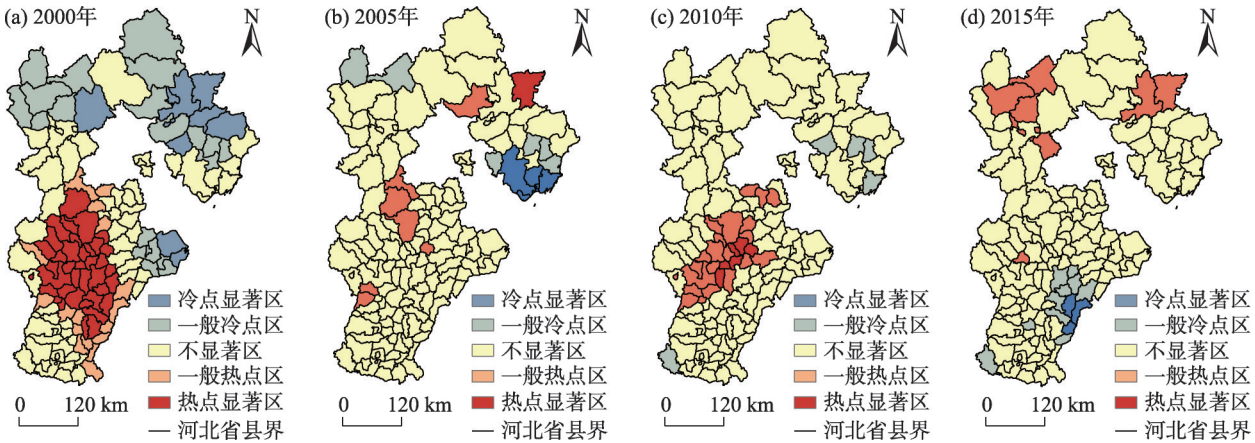 (a) 2000年
N
冷点显著区
一般冷点区
不显著区
一般热点区
热点显著区
河北省县界
0 120 km
(b) 2005年
N
冷点显著区
一般冷点区
不显著区
一般热点区
热点显著区
河北省县界
0 120 km
(c) 2010年
N
冷点显著区
一般冷点区
不显著区
一般热点区
热点显著区
河北省县界
0 120 km
(d) 2015年
N
冷点显著区
一般冷点区
不显著区
一般热点区
热点显著区
河北省县界
0 120 km